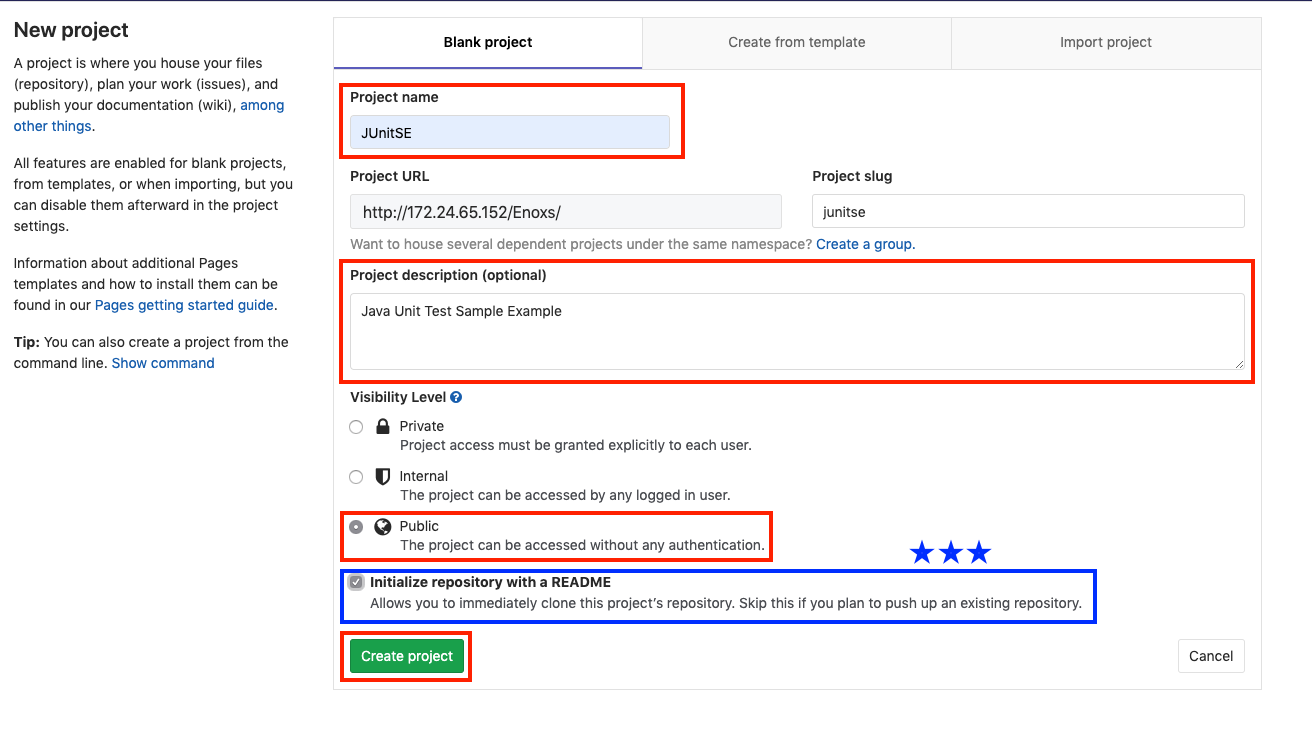 New project
A project is where you house your files
(repository), plan your work (issues), and
publish your documentation (wiki), among
other things.
All features are enabled for blank projects,
from templates, or when importing, but you
can disable them afterward in the project
settings.
Information about additional Pages
templates and how to install them can be
found in our Pages getting started guide.
Tip: You can also create a project from the
command line. Show command
Blank project
Create from template
Import project
Project name
JUnitSE
Project URL
Project slug
http://172.24.65.152/Enoxs/
junitse
Want to house several dependent projects under the same namespace? Create a group.
Project description (optional)
Java Unit Test Sample Example
Visibility Level
Private
Project access must be granted explicitly to each user.
Internal
The project can be accessed by any logged in user.
Public
The project can be accessed without any authentication.
Initialize repository with a README
Allows you to immediately clone this project's repository. Skip this if you plan to push up an existing repository.
Create project
Cancel